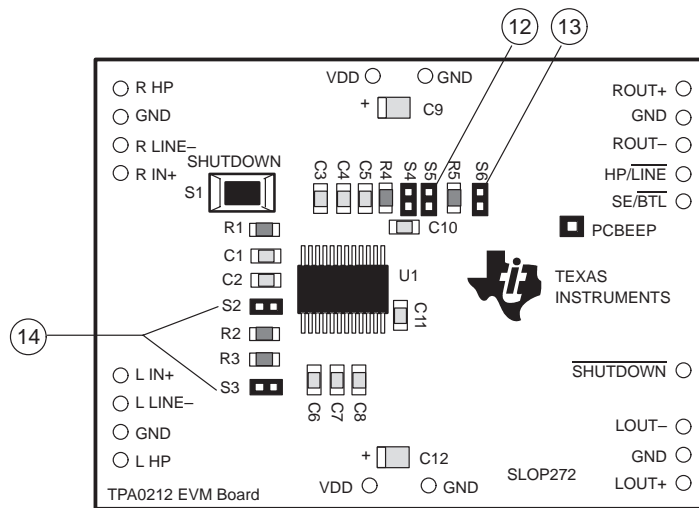 12
13
VDD
GND
+
C9
R HP
GND
R LINE–
R IN+
SHUTDOWN
S1
C3
C4
C5
R4
S4
S5
R5
S6
C10
ROUT+
GND
ROUT–
HP/LINE
SE/BTL
PCBEEP
R1
C1
C2
S2
R2
R3
S3
U1
C11
TEXAS
INSTRUMENTS
14
L IN+
L LINE–
GND
L HP
C6
C7
C8
SHUTDOWN
LOUT–
GND
LOUT+
+
C12
VDD
GND
SLOP272
TPA0212 EVM Board